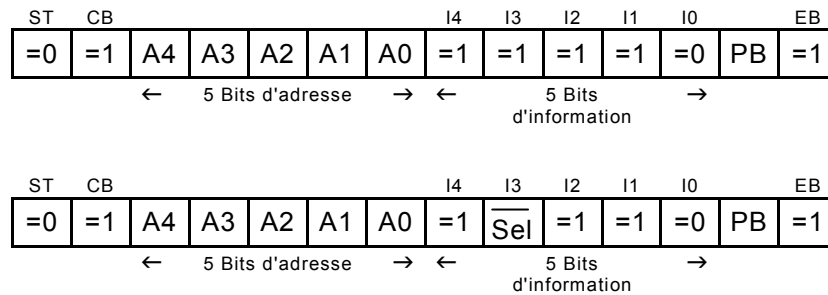 ST CB I4 I3 I2 I1 I0 EB
=0 =1 A4 A3 A2 A1 A0 =1 =1 =1 =1 =0 PB =1
← 5 Bits d'adresse → ← 5 Bits →
d'information
ST CB I4 I3 I2 I1 I0 EB
=0 =1 A4 A3 A2 A1 A0 =1 S̅e̅l̅ =1 =1 =0 PB =1
← 5 Bits d'adresse → ← 5 Bits →
d'information